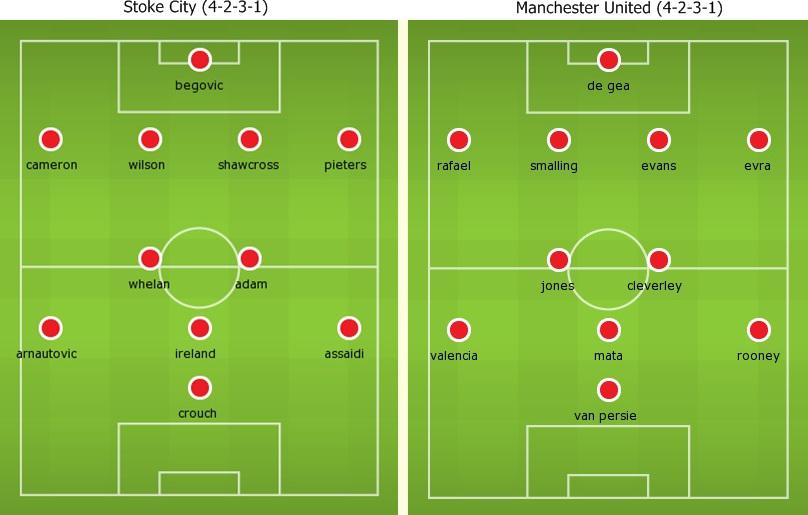 Stoke City (4-2-3-1)
begovic
cameron wilson shawcross pieters
whelan adam
arnautovic ireland assaidi
crouch
Manchester United (4-2-3-1)
de gea
rafael smalling evans evra
jones cleverley
valencia mata rooney
van persie